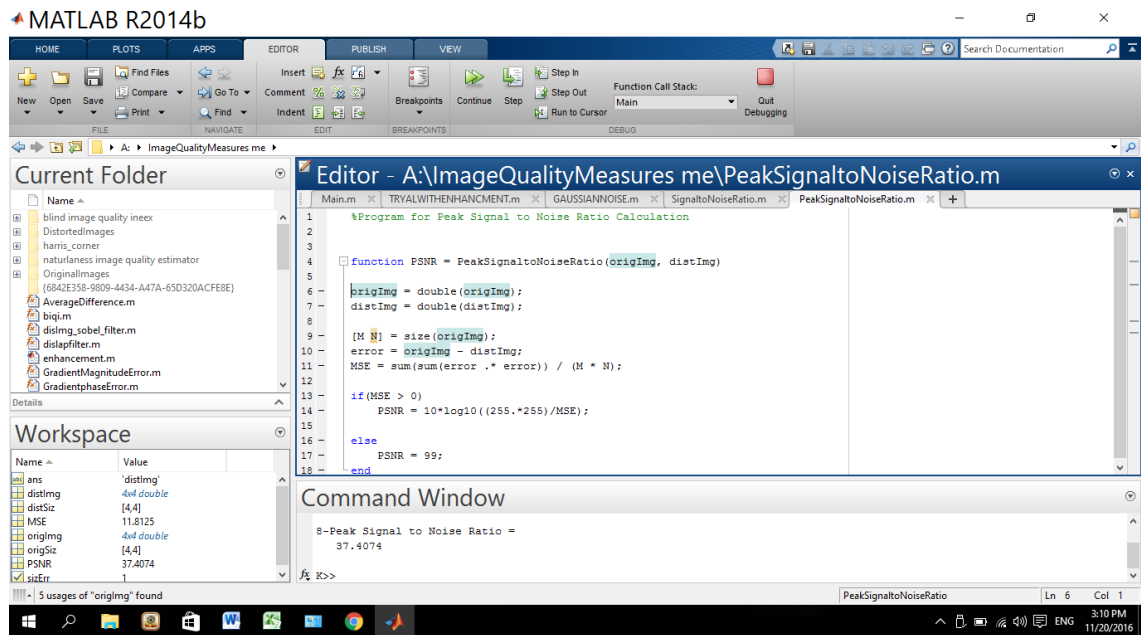 MATLAB R2014b
HOME PLOTS APPS EDITOR PUBLISH VIEW Search Documentation
New Open Save Find Files Compare Print
FILE
Go To Find
NAVIGATE
Insert fx
Comment %
Indent
EDIT
Breakpoints
BREAKPOINTS
Continue Step Step In Step Out Run to Cursor
Function Call Stack:
Main
Quit Debugging
DEBUG
A: ImageQualityMeasures me
Current Folder
Name
blind image quality ineex
DistortedImages
harris_corner
naturlaness image quality estimator
OriginalImages
{6842E358-9809-4434-A47A-65D320ACFE8E}
AverageDifference.m
biqi.m
disImg_sobel_filter.m
dislapfilter.m
enhancement.m
GradientMagnitudeError.m
GradientphaseError.m
Details
Workspace
Name Value
abc ans 'distImg'
distImg 4x4 double
distSiz [4,4]
MSE 11.8125
origImg 4x4 double
origSiz [4,4]
PSNR 37.4074
sizErr 1
Editor - A:\ImageQualityMeasures me\PeakSignaltoNoiseRatio.m
Main.m TRYALWITHENHANCMENT.m GAUSSIANNOISE.m SignaltoNoiseRatio.m PeakSignaltoNoiseRatio.m +
1 %Program for Peak Signal to Noise Ratio Calculation
2
3
4 function PSNR = PeakSignaltoNoiseRatio(origImg, distImg)
5
6 - origImg = double(origImg);
7 - distImg = double(distImg);
8
9 - [M N] = size(origImg);
10 - error = origImg - distImg;
11 - MSE = sum(sum(error .* error)) / (M * N);
12
13 - if(MSE > 0)
14 - PSNR = 10*log10((255.*255)/MSE);
15
16 - else
17 - PSNR = 99;
18 - end
Command Window
8-Peak Signal to Noise Ratio =
37.4074
fx K>>
5 usages of "origImg" found PeakSignaltoNoiseRatio Ln 6 Col 1
ENG 3:10 PM
11/20/2016